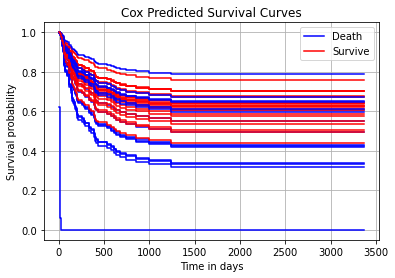 Cox Predicted Survival Curves
Death
Survive
Survival probability
1.0
0.8
0.6
0.4
0.2
0.0
0 500 1000 1500 2000 2500 3000 3500
Time in days